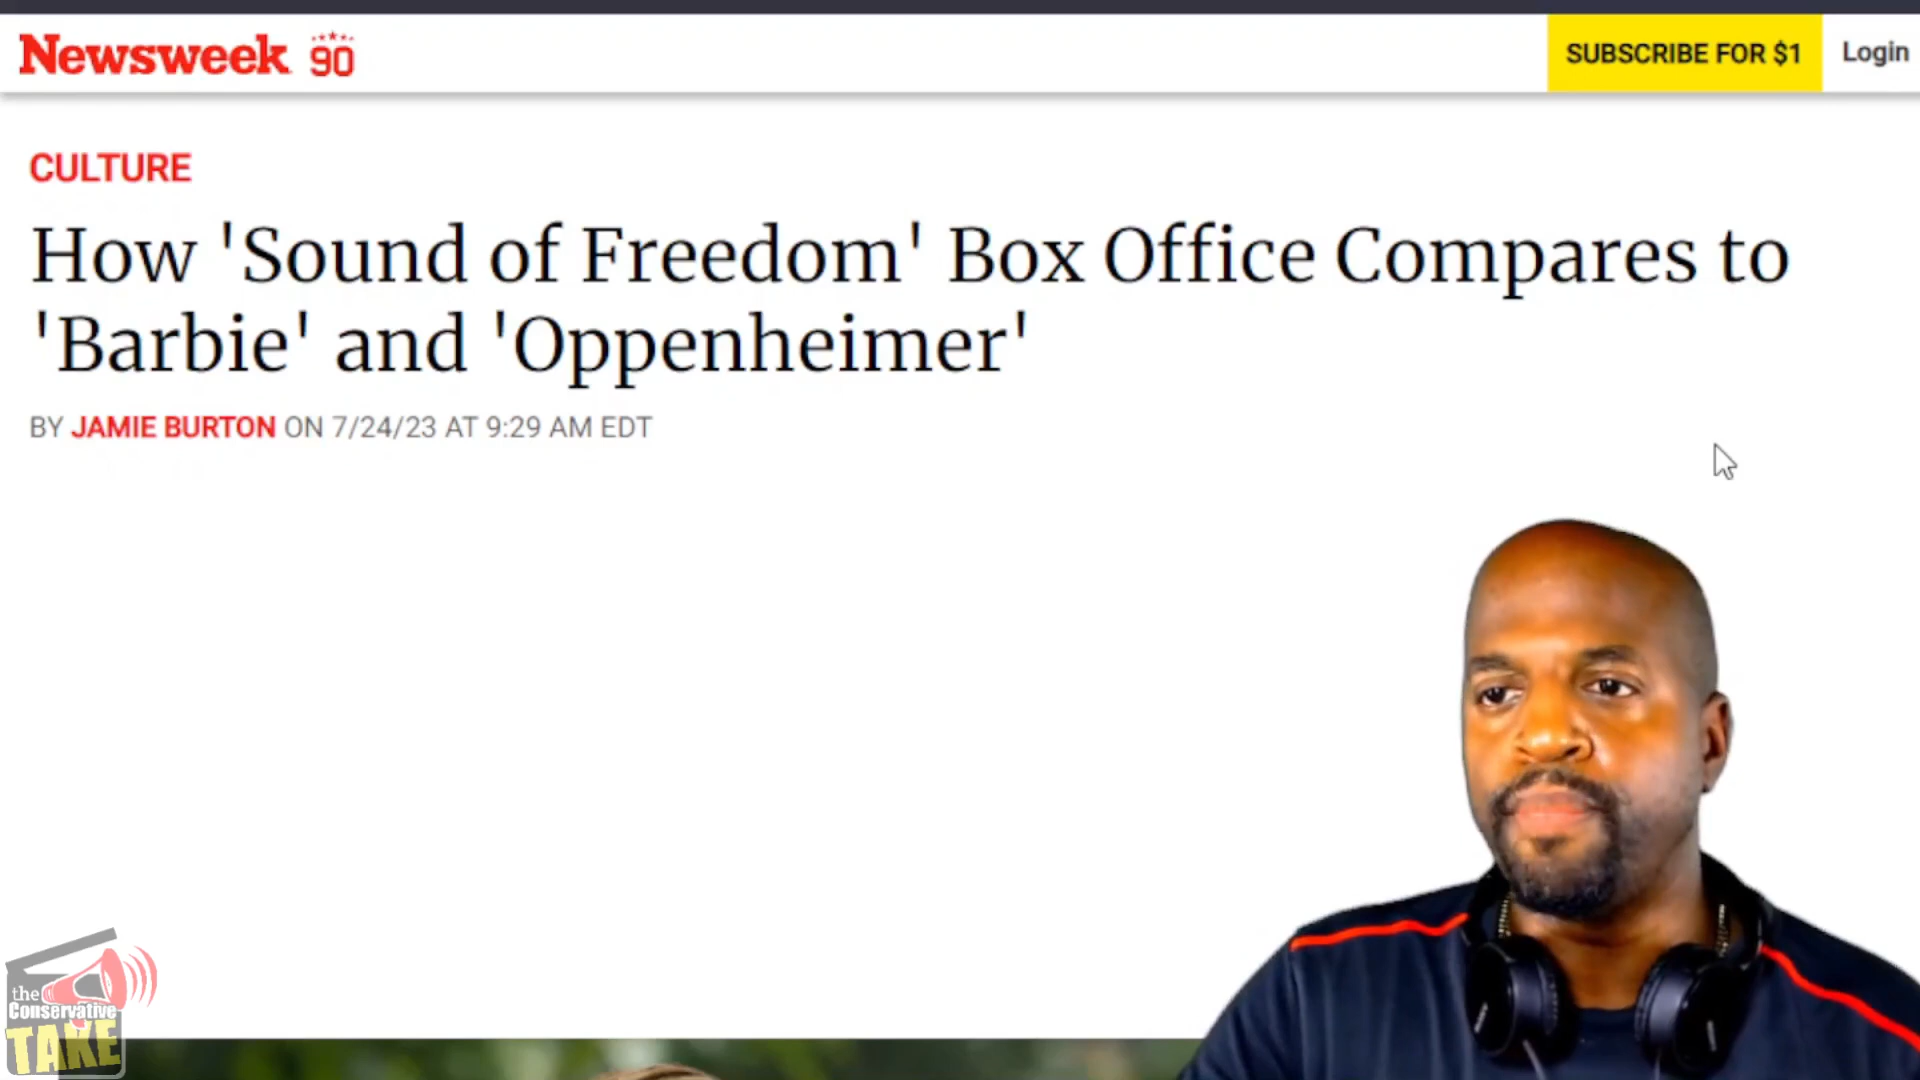 Newsweek 90
SUBSCRIBE FOR $1
Login
CULTURE
How 'Sound of Freedom' Box Office Compares to
'Barbie' and 'Oppenheimer'
BY JAMIE BURTON ON 7/24/23 AT 9:29 AM EDT
the
Conservative
TAKE